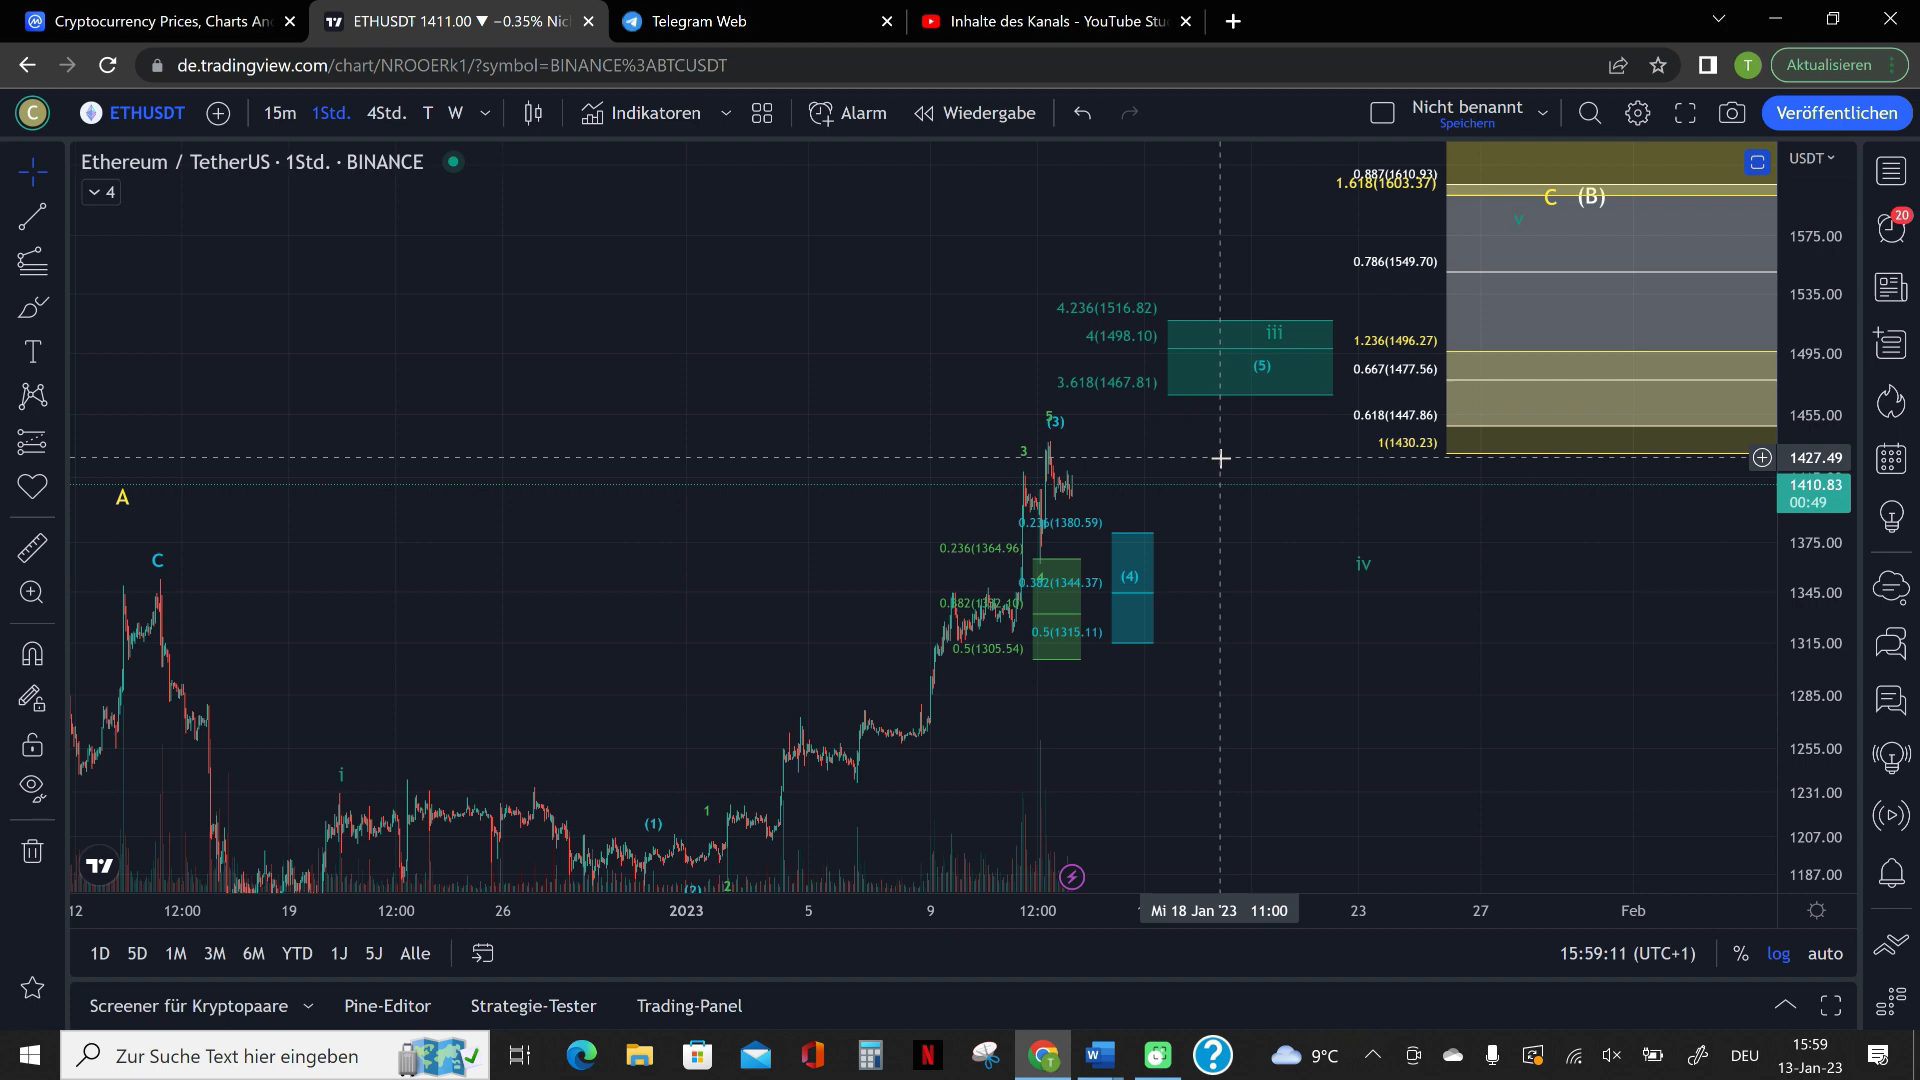 Cryptocurrency Prices, Charts An
ETHUSDT 1411.00 ▼ −0.35% Nic
Telegram Web
Inhalte des Kanals - YouTube Stu
de.tradingview.com/chart/NROOERk1/?symbol=BINANCE%3ABTCUSDT
T
Aktualisieren
C
ETHUSDT
15m
1Std.
4Std.
T
W
Indikatoren
Alarm
Wiedergabe
Nicht benannt
Speichern
Veröffentlichen
Ethereum / TetherUS · 1Std. · BINANCE
4
USDT
0.887(1610.93)
1.618(1603.37)
C (B)
v
20
1575.00
0.786(1549.70)
1535.00
4.236(1516.82)
4(1498.10)
iii
1.236(1496.27)
1495.00
(5)
0.667(1477.56)
3.618(1467.81)
0.618(1447.86)
1455.00
5
(3)
1(1430.23)
3
1427.49
1410.83
00:49
A
0.236(1380.59)
0.236(1364.96)
1375.00
C
iv
4
0.382(1344.37)
(4)
1345.00
0.5(1315.11)
1315.00
0.5(1305.54)
1285.00
1255.00
i
1231.00
1
(1)
1207.00
1187.00
(2)
2
12
12:00
19
12:00
26
2023
5
9
12:00
Mi 18 Jan '23 11:00
23
27
Feb
1D
5D
1M
3M
6M
YTD
1J
5J
Alle
15:59:11 (UTC+1)
%
log
auto
Screener für Kryptopaare
Pine-Editor
Strategie-Tester
Trading-Panel
Zur Suche Text hier eingeben
9°C
DEU
15:59
13-Jan-23